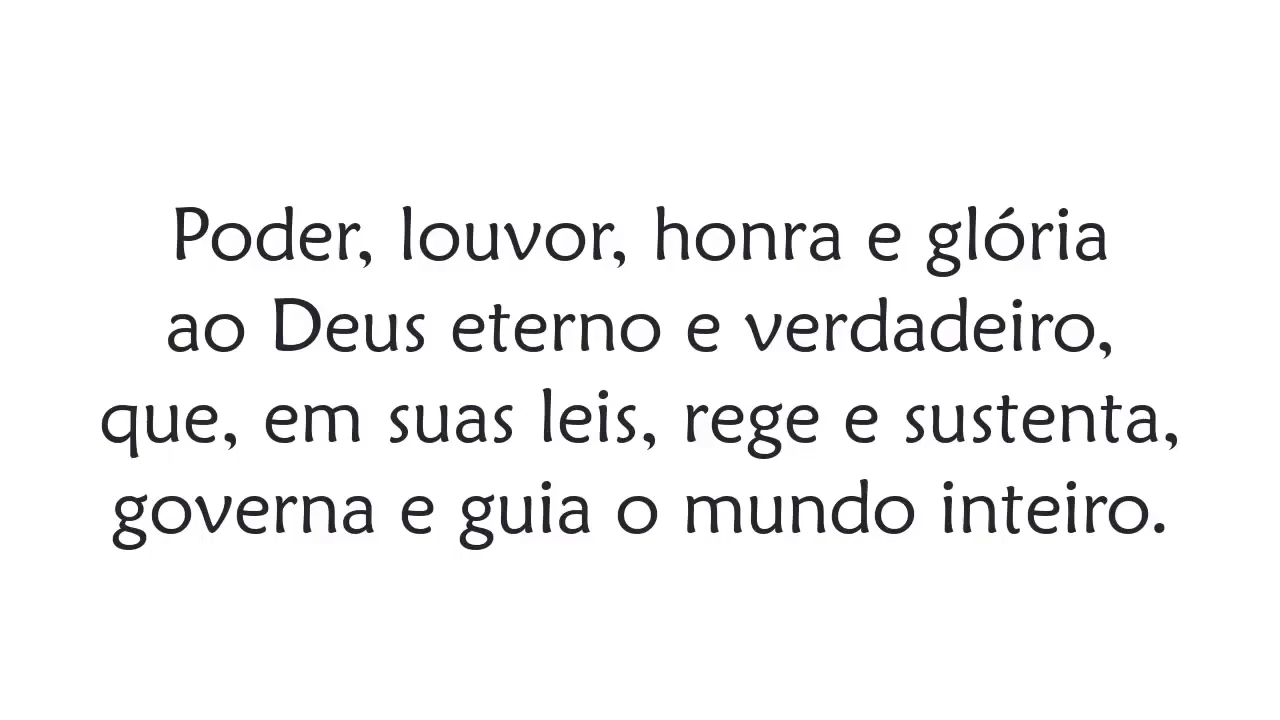 Poder, louvor, honra e glória
ao Deus eterno e verdadeiro,
que, em suas leis, rege e sustenta,
governa e guia o mundo inteiro.